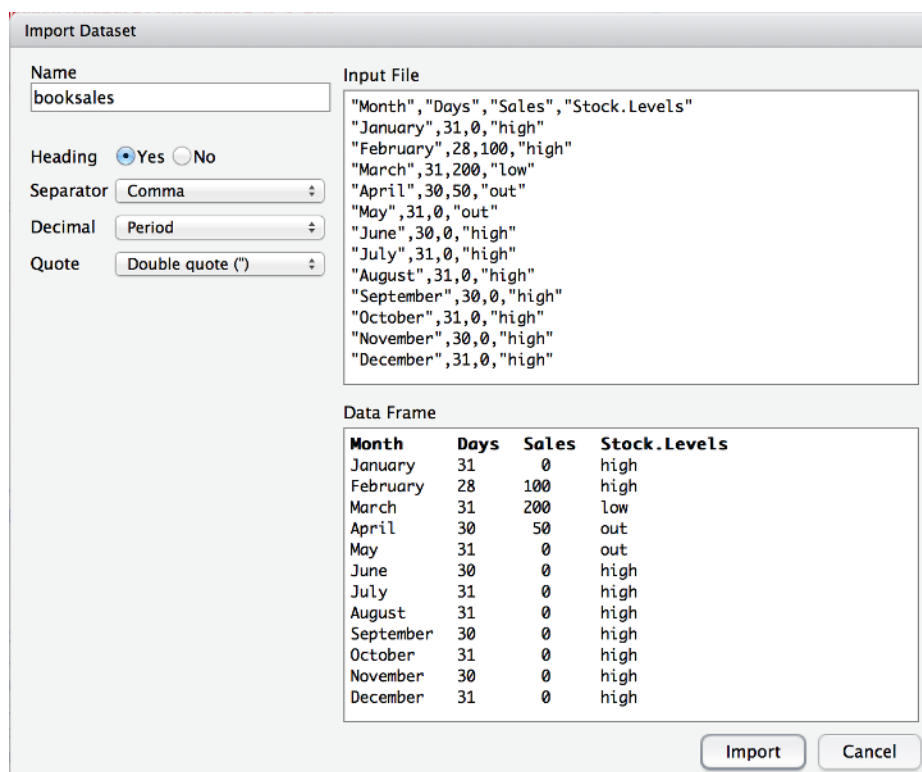 Import Dataset
Name
booksales
Heading Yes No
Separator Comma
Decimal Period
Quote Double quote (")
Input File
"Month","Days","Sales","Stock.Levels"
"January",31,0,"high"
"February",28,100,"high"
"March",31,200,"low"
"April",30,50,"out"
"May",31,0,"out"
"June",30,0,"high"
"July",31,0,"high"
"August",31,0,"high"
"September",30,0,"high"
"October",31,0,"high"
"November",30,0,"high"
"December",31,0,"high"
Data Frame
Month Days Sales Stock.Levels
January 31 0 high
February 28 100 high
March 31 200 low
April 30 50 out
May 31 0 out
June 30 0 high
July 31 0 high
August 31 0 high
September 30 0 high
October 31 0 high
November 30 0 high
December 31 0 high
Import Cancel